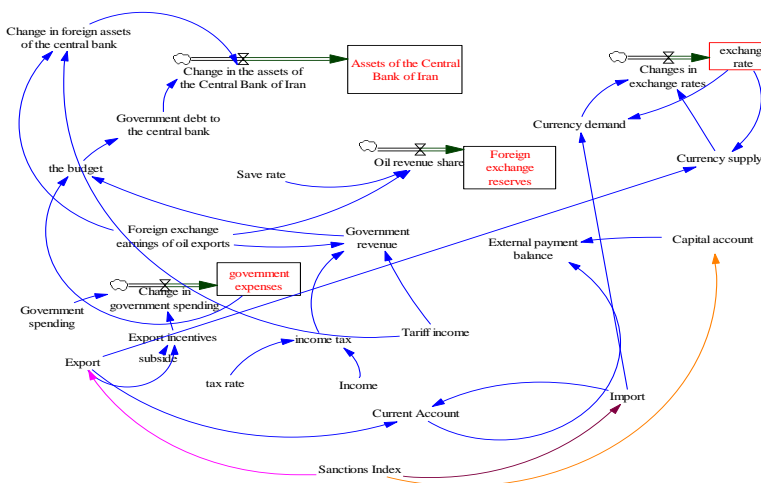 Change in foreign assets
of the central bank
Change in the assets of
the Central Bank of Iran
Assets of the Central
Bank of Iran
exchange
rate
Changes in
exchange rates
Government debt to
the central bank
Currency demand
Currency supply
the budget
Save rate
Oil revenue share
Foreign
exchange
reserves
Foreign exchange
earnings of oil exports
Government
revenue
External payment
balance
Capital account
government
expenses
Change in
government spending
Government
spending
Export incentives
subside
income tax
Tariff income
Export
tax rate
Income
Current Account
Import
Sanctions Index